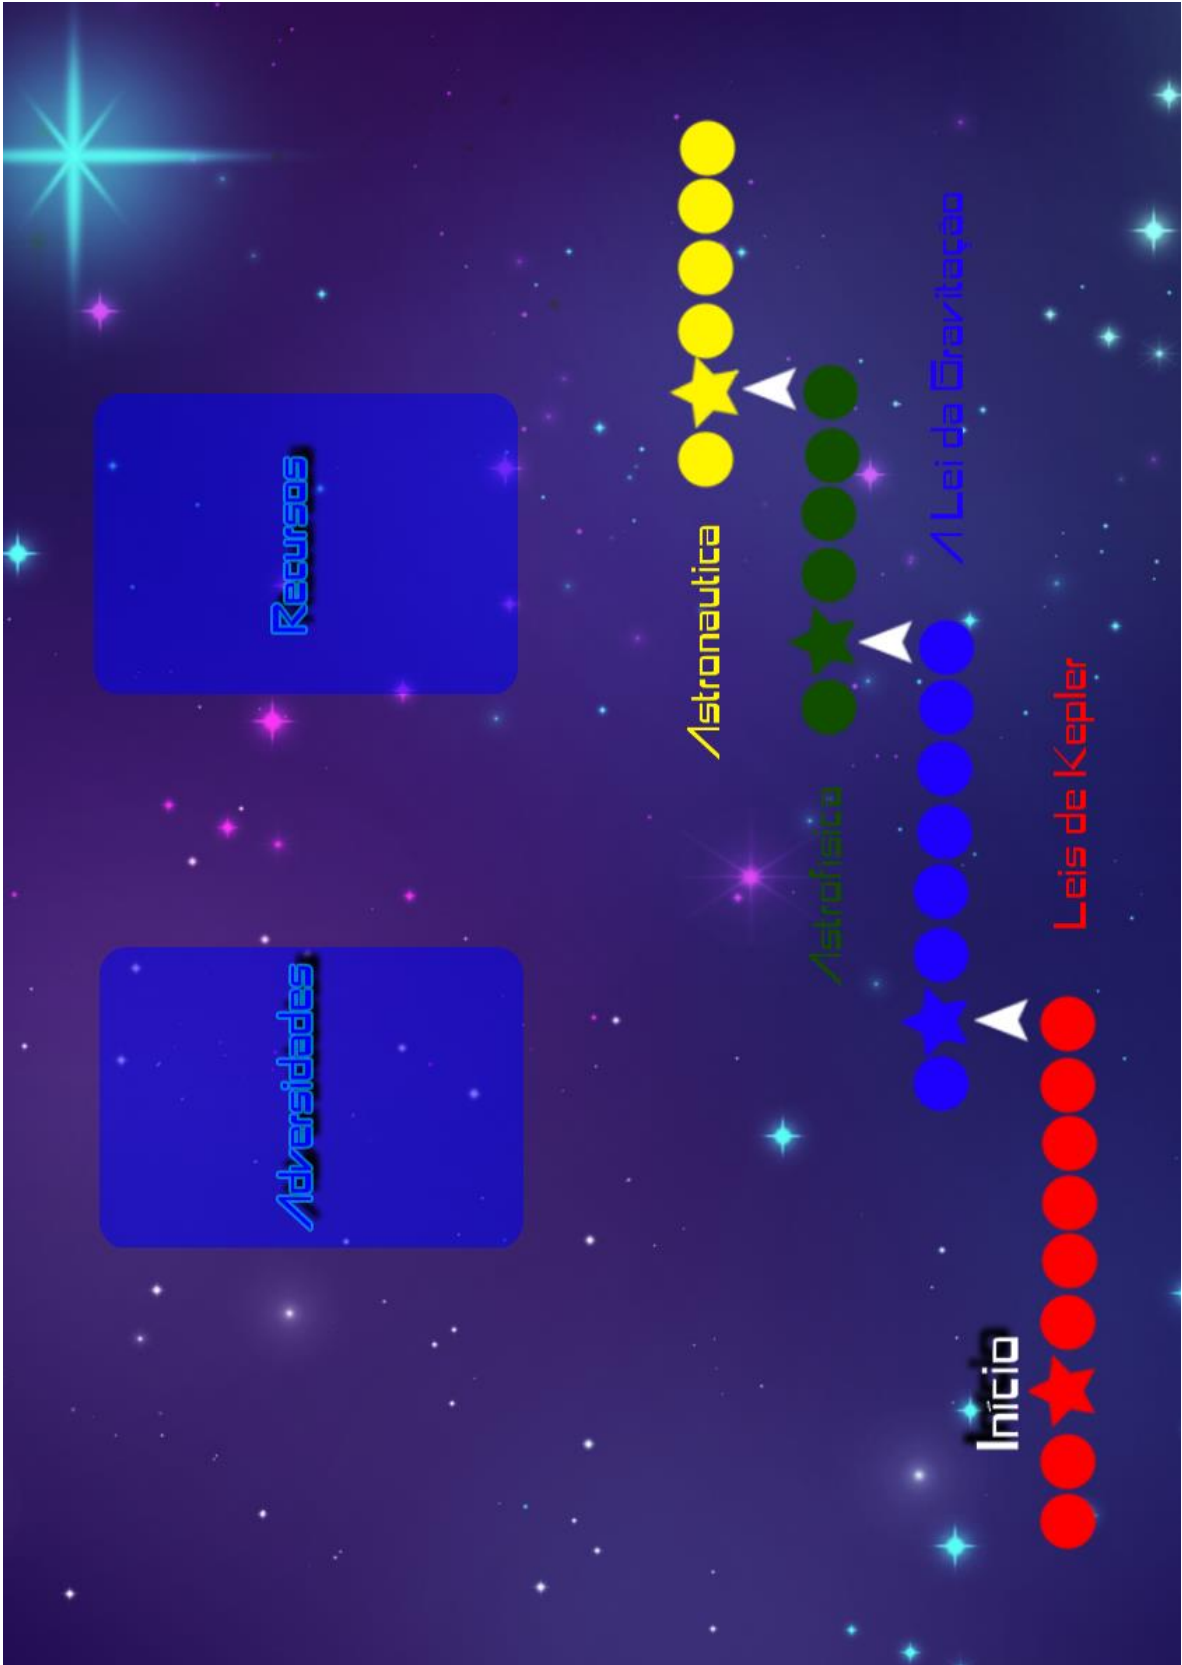 Adversidades
Recursos
Astronautica
Astrofísica
A Lei da Gravitação
Início
Leis de Kepler